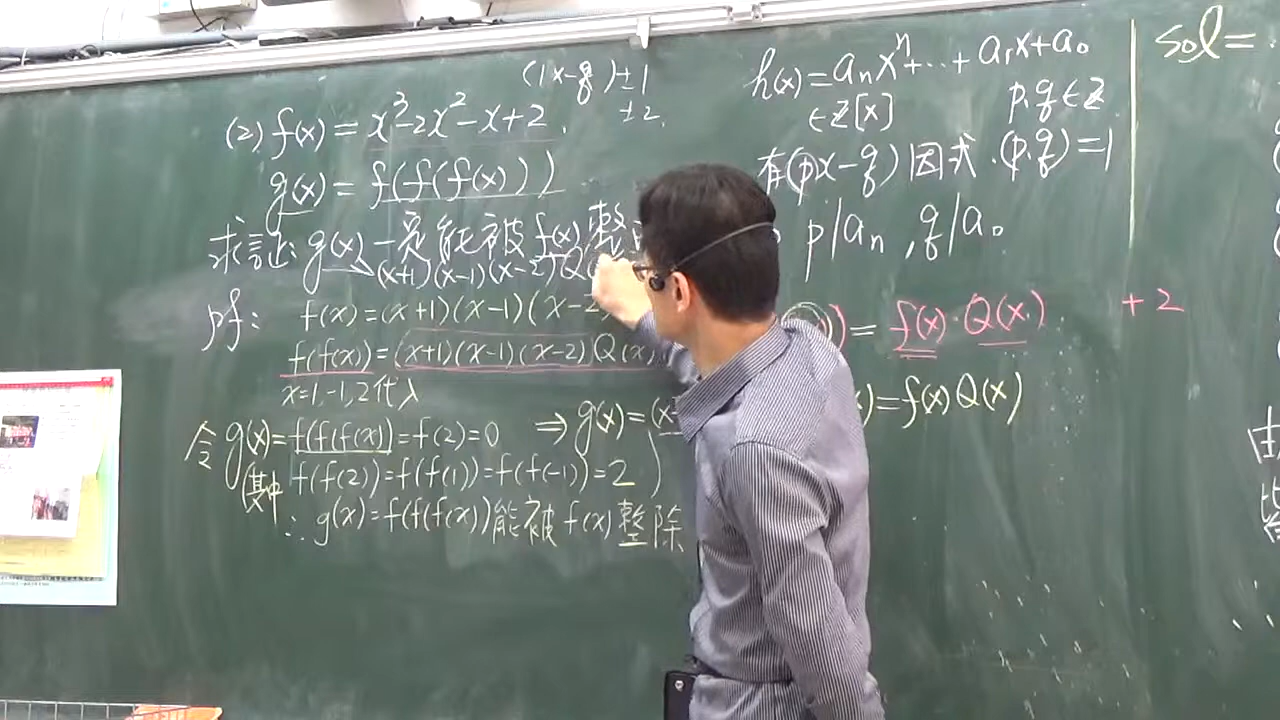 (1x-q) ±1
±2
(2) f(x) = x³-2x²-x+2.
g(x) = f(f(f(x)))
求証: g(x) 一定能被 f(x) 整
(x+1)(x-1)(x-2)Q(
pf: f(x)=(x+1)(x-1)(x-2
f(f(x))=(x+1)(x-1)(x-2)Q(x)
x=1,-1,2代入
令 g(x)=f(f(f(x))=f(2)=0 ⇒ g(x)=(x-
(其中 f(f(2))=f(f(1))=f(f(-1))=2 )
∴ g(x)=f(f(f(x))能被 f(x) 整除
h(x)=aₙxⁿ+…+a₁x+a₀
∈Z[x] p,q∈Z
有(px-q)因式.(p,q)=1
p|aₙ, q|a₀
)=f(x)·Q(x) +2
)=f(x)Q(x)
sol=